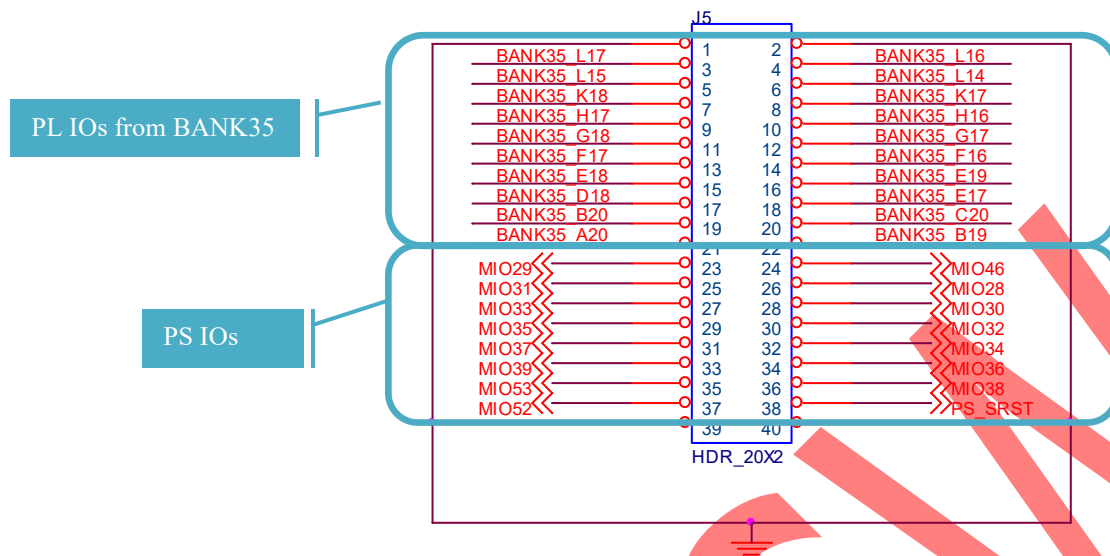 J5
1 2
BANK35_L17 BANK35_L16
3 4
BANK35_L15 BANK35_L14
5 6
BANK35_K18 BANK35_K17
7 8
BANK35_H17 BANK35_H16
9 10
PL IOs from BANK35
BANK35_G18 BANK35_G17
11 12
BANK35_F17 BANK35_F16
13 14
BANK35_E18 BANK35_E19
15 16
BANK35_D18 BANK35_E17
17 18
BANK35_B20 BANK35_C20
19 20
BANK35_A20 BANK35_B19
21 22
MIO29 23 24 MIO46
MIO31 25 26 MIO28
MIO33 27 28 MIO30
MIO35 29 30 MIO32
PS IOs
MIO37 31 32 MIO34
MIO39 33 34 MIO36
MIO53 35 36 MIO38
MIO52 37 38 PS_SRST
39 40
HDR_20X2